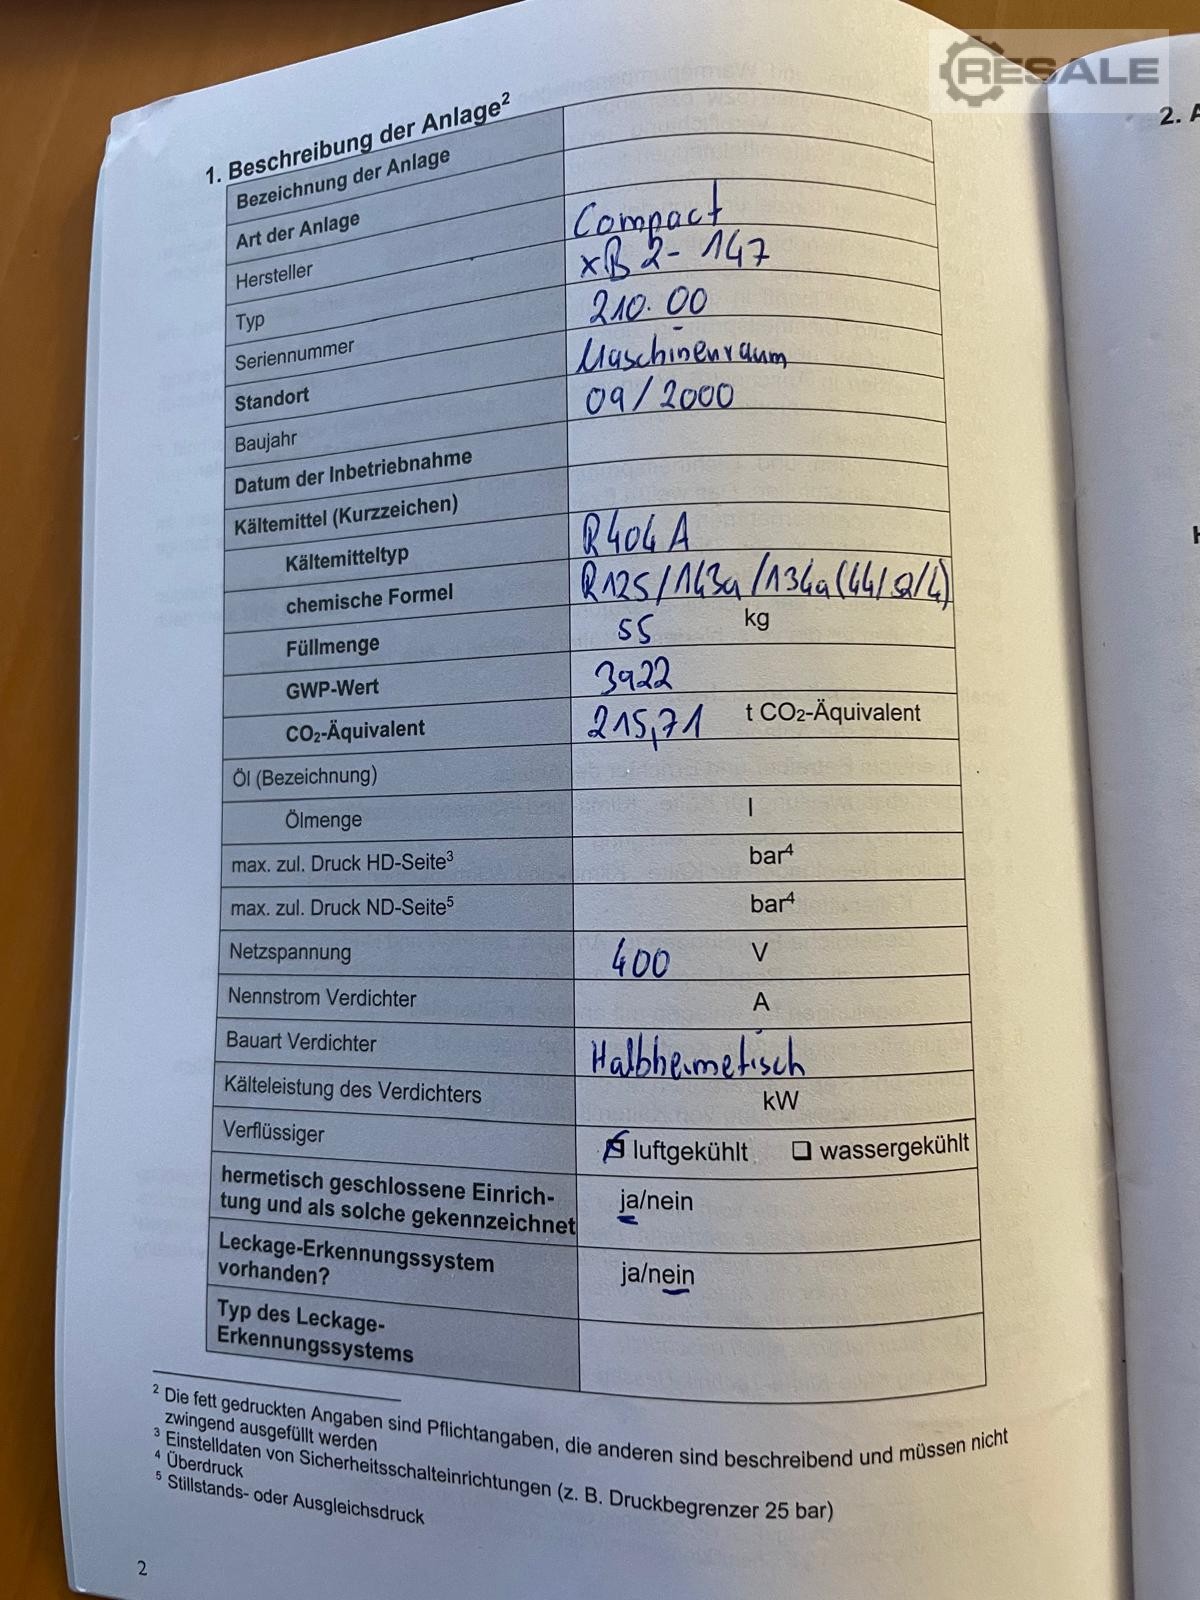 RESALE
1. Beschreibung der Anlage²
Bezeichnung der Anlage
Art der Anlage
Hersteller Compact
Typ xB 2- 147
Seriennummer 210.00
Standort Maschinenraum
Baujahr 09/2000
Datum der Inbetriebnahme
Kältemittel (Kurzzeichen)
Kältemitteltyp R404A
chemische Formel R125/143a/134a(44/52/4)
Füllmenge 55 kg
GWP-Wert 3922
CO₂-Äquivalent 215,71 t CO₂-Äquivalent
Öl (Bezeichnung)
Ölmenge l
max. zul. Druck HD-Seite³ bar⁴
max. zul. Druck ND-Seite⁵ bar⁴
Netzspannung 400 V
Nennstrom Verdichter A
Bauart Verdichter Halbhermetisch
Kälteleistung des Verdichters kW
Verflüssiger luftgekühlt ❏ wassergekühlt
hermetisch geschlossene Einrich-
tung und als solche gekennzeichnet ja/nein
Leckage-Erkennungssystem
vorhanden? ja/nein
Typ des Leckage-
Erkennungssystems
² Die fett gedruckten Angaben sind Pflichtangaben, die anderen sind beschreibend und müssen nicht
zwingend ausgefüllt werden
³ Einstelldaten von Sicherheitsschalteinrichtungen (z. B. Druckbegrenzer 25 bar)
⁴ Überdruck
⁵ Stillstands- oder Ausgleichsdruck
2
2. A
H